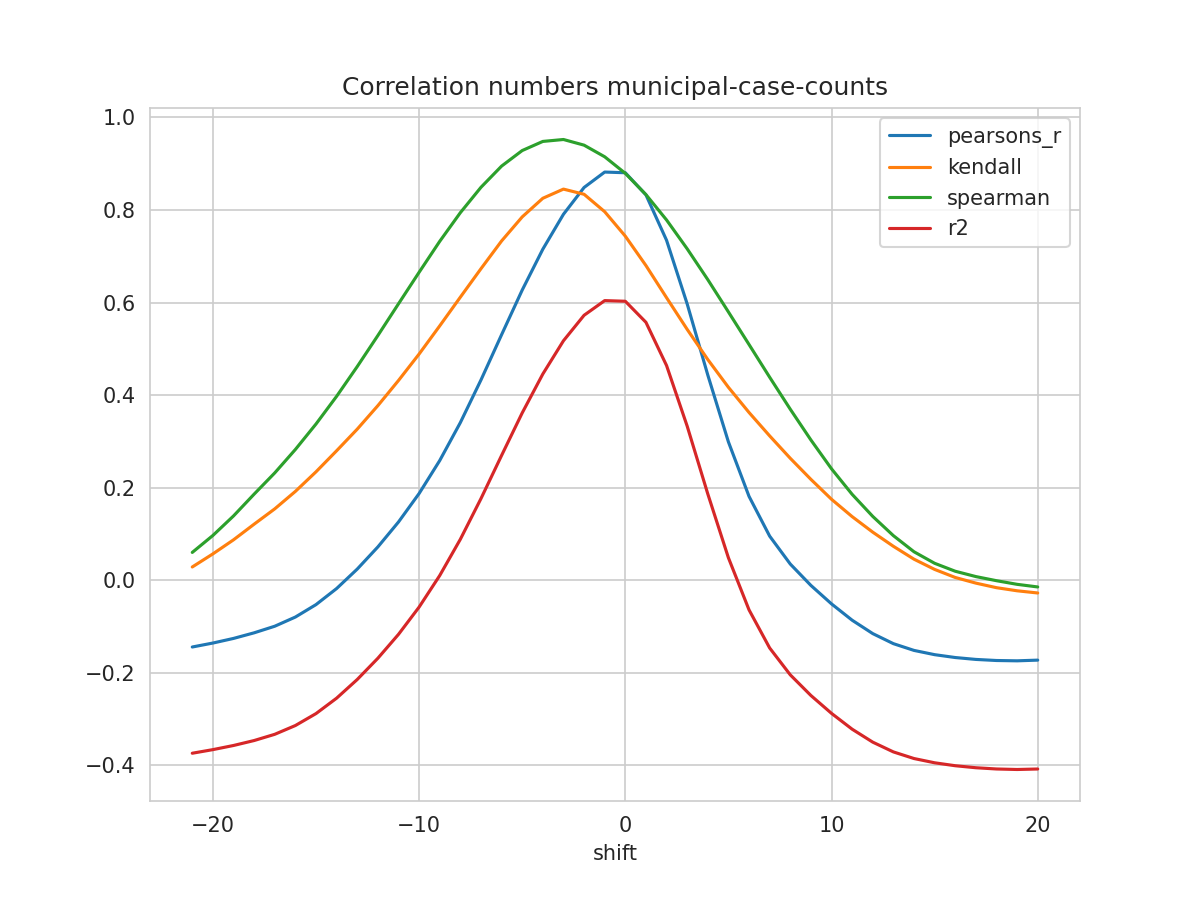 Correlation numbers municipal-case-counts
1.0
0.8
0.6
0.4
0.2
0.0
−0.2
−0.4
pearsons_r
kendall
spearman
r2
−20
−10
0
10
20
shift